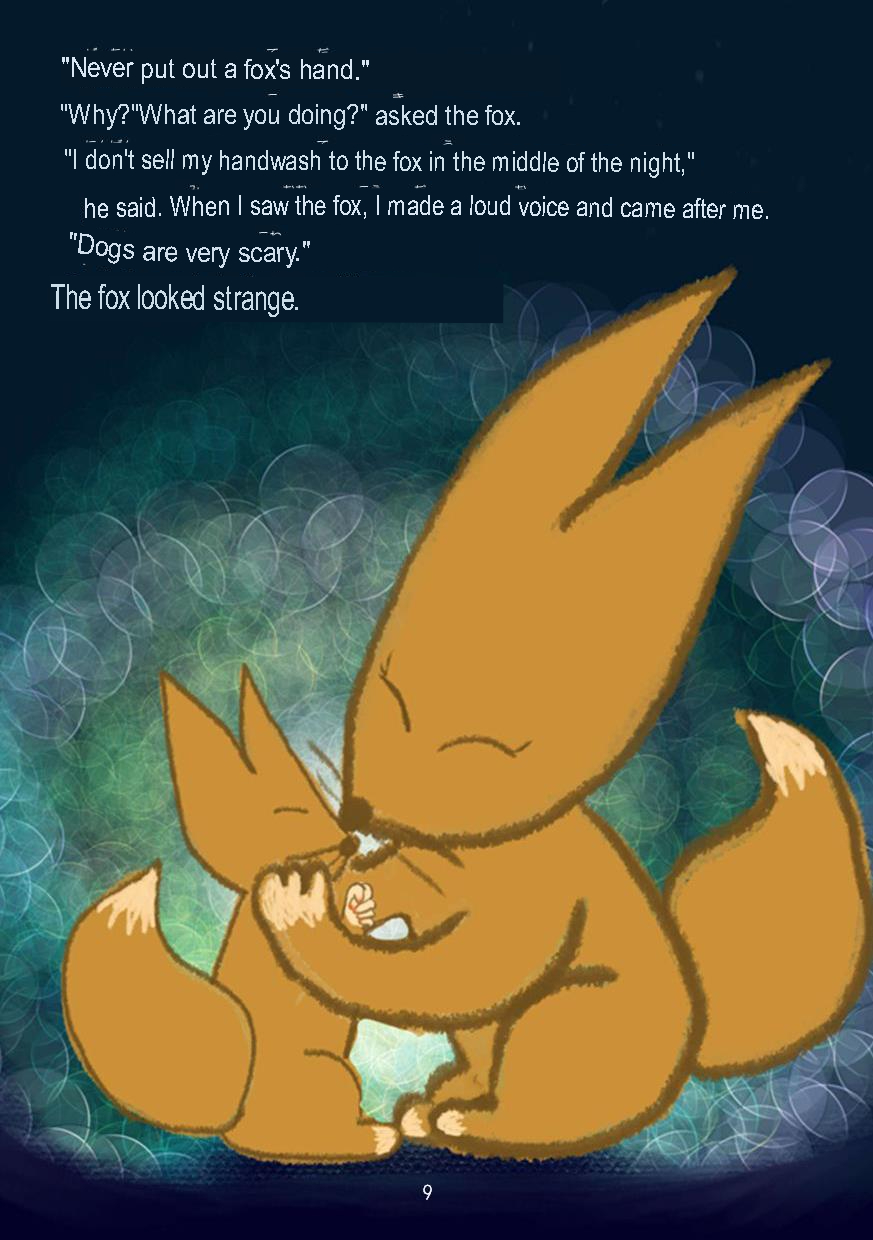 "Never put out a fox's hand."
"Why?"What are you doing?" asked the fox.
"I don't sell my handwash to the fox in the middle of the night,"
he said. When I saw the fox, I made a loud voice and came after me.
"Dogs are very scary."
The fox looked strange.
9